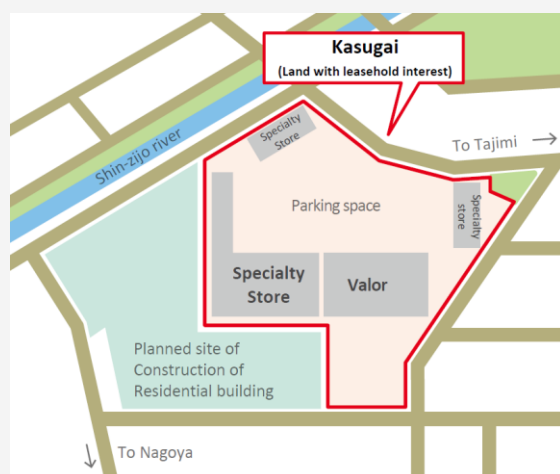 Kasugai
(Land with leasehold interest)
Shin-zijo river
Specialty
Store
To Tajimi
Parking space
Specialty
store
Specialty
Store
Valor
Planned site of
Construction of
Residential building
To Nagoya